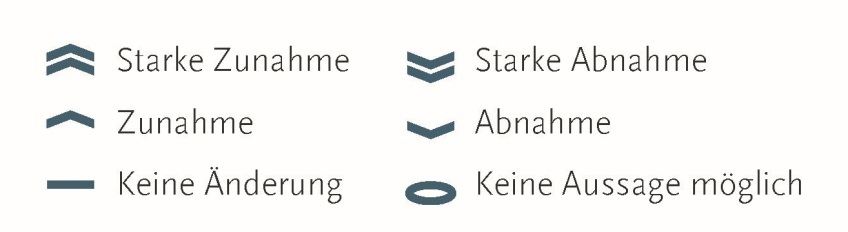 Starke Zunahme
Zunahme
Keine Änderung
Starke Abnahme
Abnahme
Keine Aussage möglich